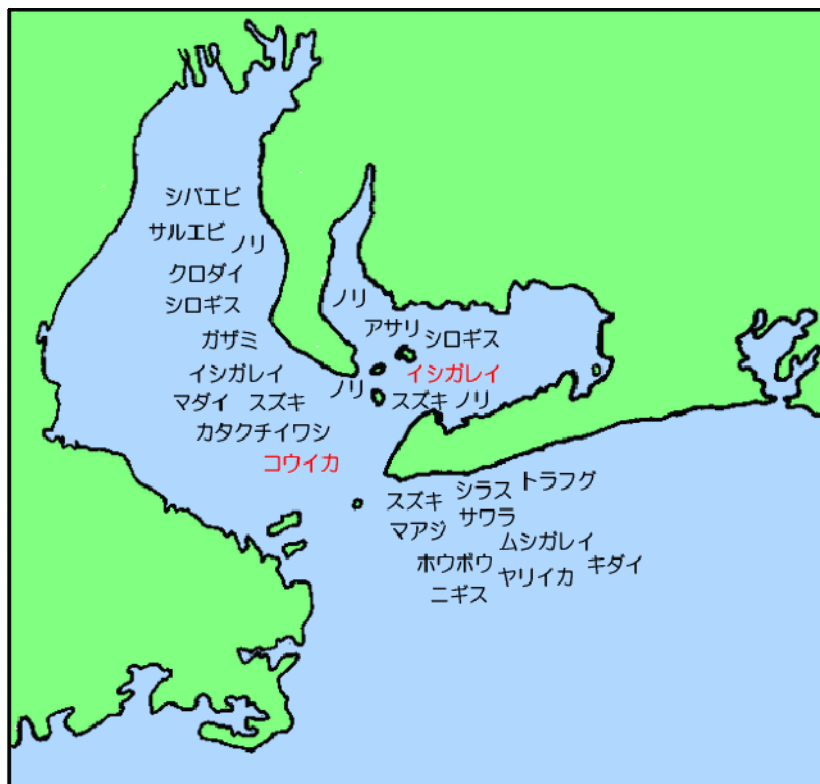 シバエビ
サルエビ
ノリ
クロダイ
シロギス
ガザミ
イシガレイ
マダイ スズキ
カタクチイワシ
コウイカ
ノリ
ノリ
アサリ
シロギス
イシガレイ
スズキ ノリ
スズキ
シラス
トラフグ
マアジ
サワラ
ムシガレイ
ホウボウ
ヤリイカ
キダイ
ニギス